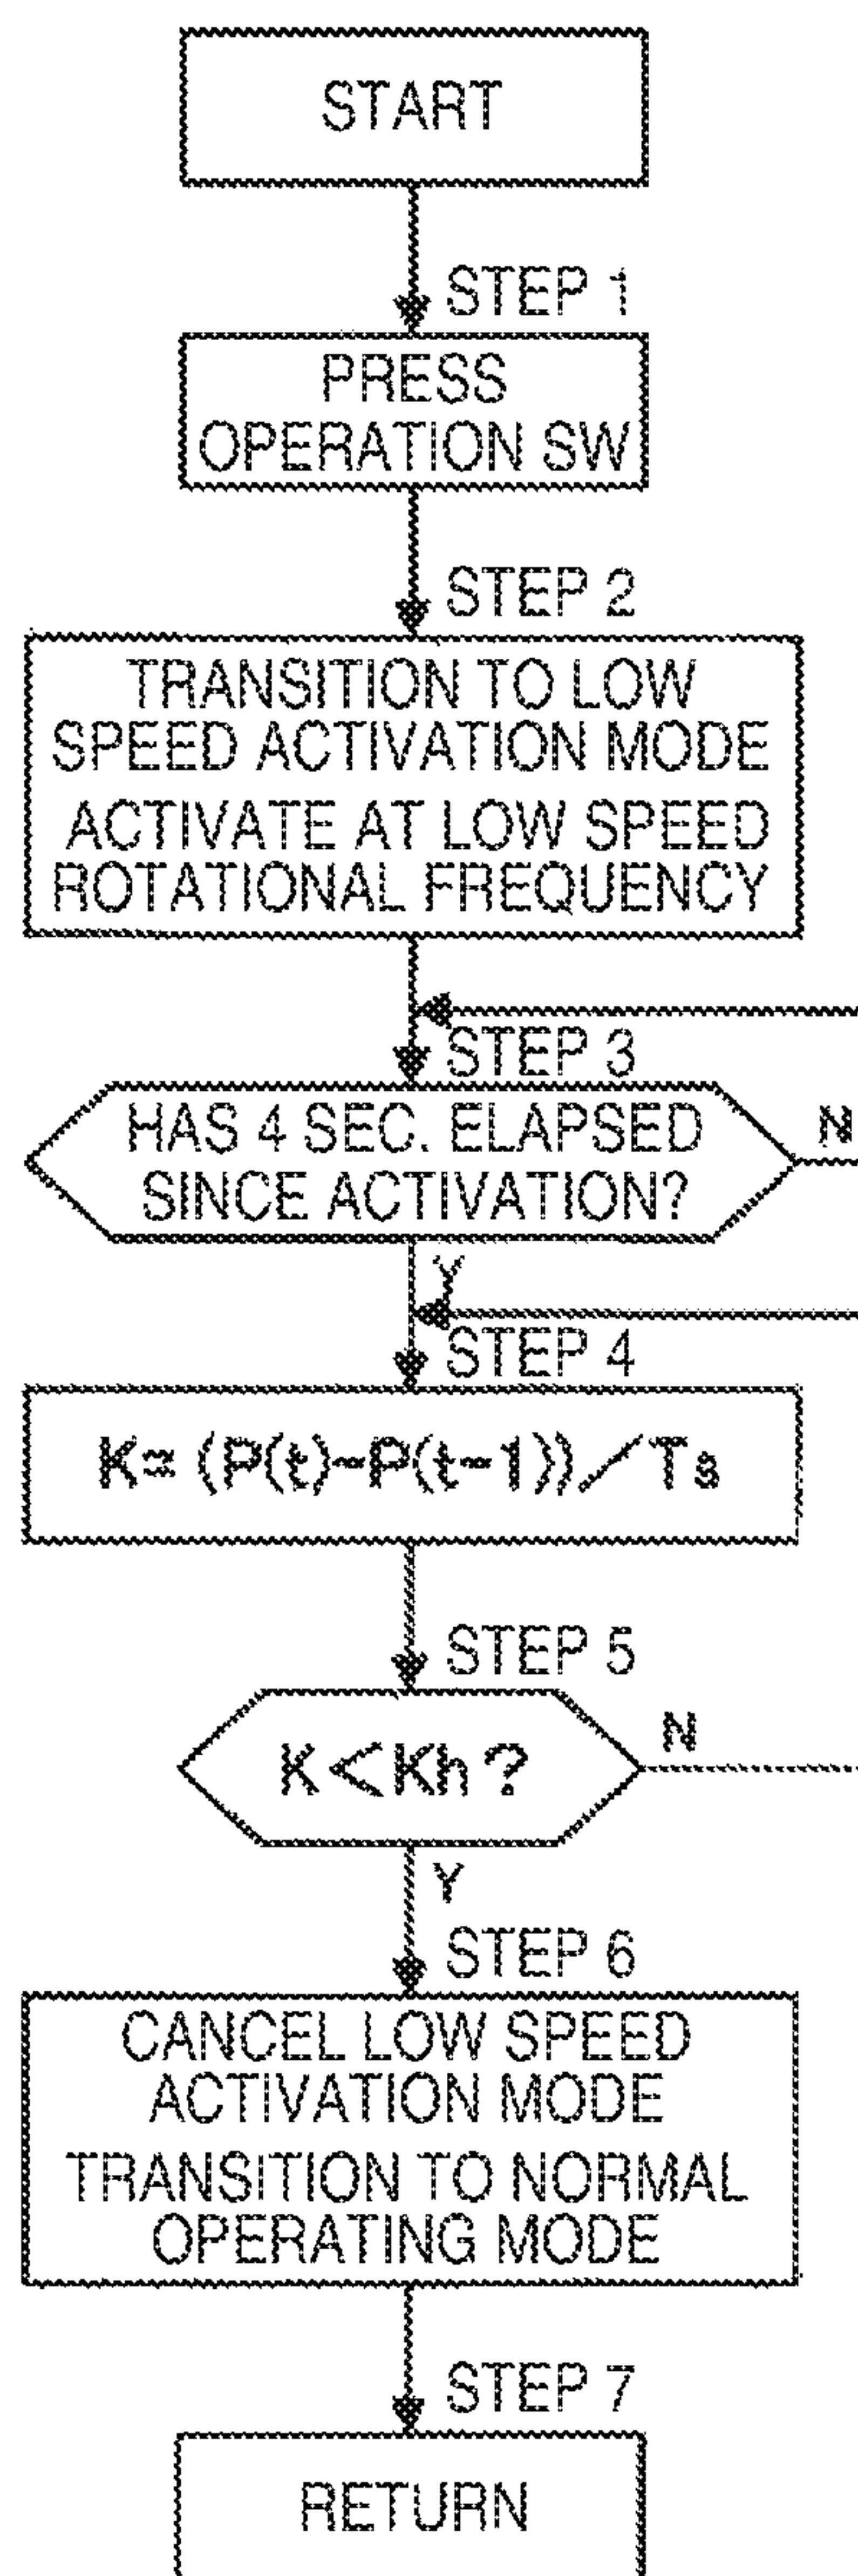 START
STEP 1
PRESS
OPERATION SW
STEP 2
TRANSITION TO LOW
SPEED ACTIVATION MODE
ACTIVATE AT LOW SPEED
ROTATIONAL FREQUENCY
STEP 3
HAS 4 SEC. ELAPSED
SINCE ACTIVATION?
N
Y
STEP 4
K=(P(t)-P(t-1))/Ts
STEP 5
K<Kh?
N
Y
STEP 6
CANCEL LOW SPEED
ACTIVATION MODE
TRANSITION TO NORMAL
OPERATING MODE
STEP 7
RETURN